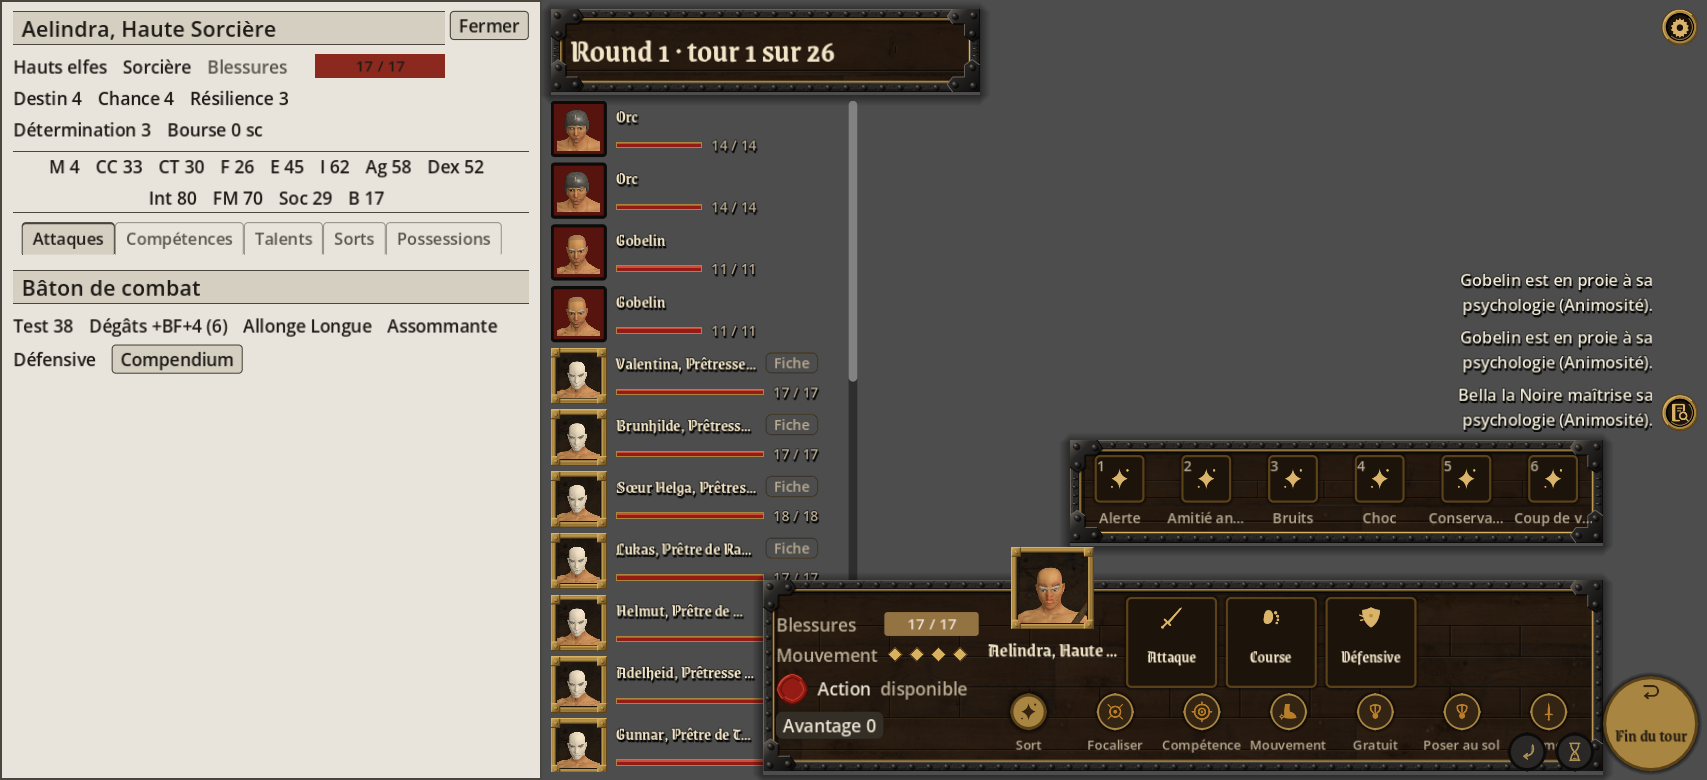 Aelindra, Haute Sorcière
Fermer
Hauts elfes Sorcière Blessures 17 / 17
Destin 4 Chance 4 Résilience 3
Détermination 3 Bourse 0 sc
M 4 CC 33 CT 30 F 26 E 45 I 62 Ag 58 Dex 52
Int 80 FM 70 Soc 29 B 17
Attaques Compétences Talents Sorts Possessions
Bâton de combat
Test 38 Dégâts +BF+4 (6) Allonge Longue Assommante
Défensive Compendium
Round 1 · tour 1 sur 26
Orc
14 / 14
Orc
14 / 14
Gobelin
11 / 11
Gobelin
11 / 11
Valentina, Prêtresse... Fiche
17 / 17
Brunhilde, Prêtress... Fiche
17 / 17
Sœur Helga, Prêtres... Fiche
18 / 18
Lukas, Prêtre de Ra... Fiche
17 / 17
Helmut, Prêtre de ...
Adelheid, Prêtresse ...
Gunnar, Prêtre de T...
Gobelin est en proie à sa
psychologie (Animosité).
Gobelin est en proie à sa
psychologie (Animosité).
Bella la Noire maîtrise sa
psychologie (Animosité).
1 2 3 4 5 6
Alerte Amitié an... Bruits Choc Conserva... Coup de v...
Blessures 17 / 17
Mouvement
Action disponible
Avantage 0
Aelindra, Haute ...
Attaque Course Défensive
Sort Focaliser Compétence Mouvement Gratuit Poser au sol
Fin du tour